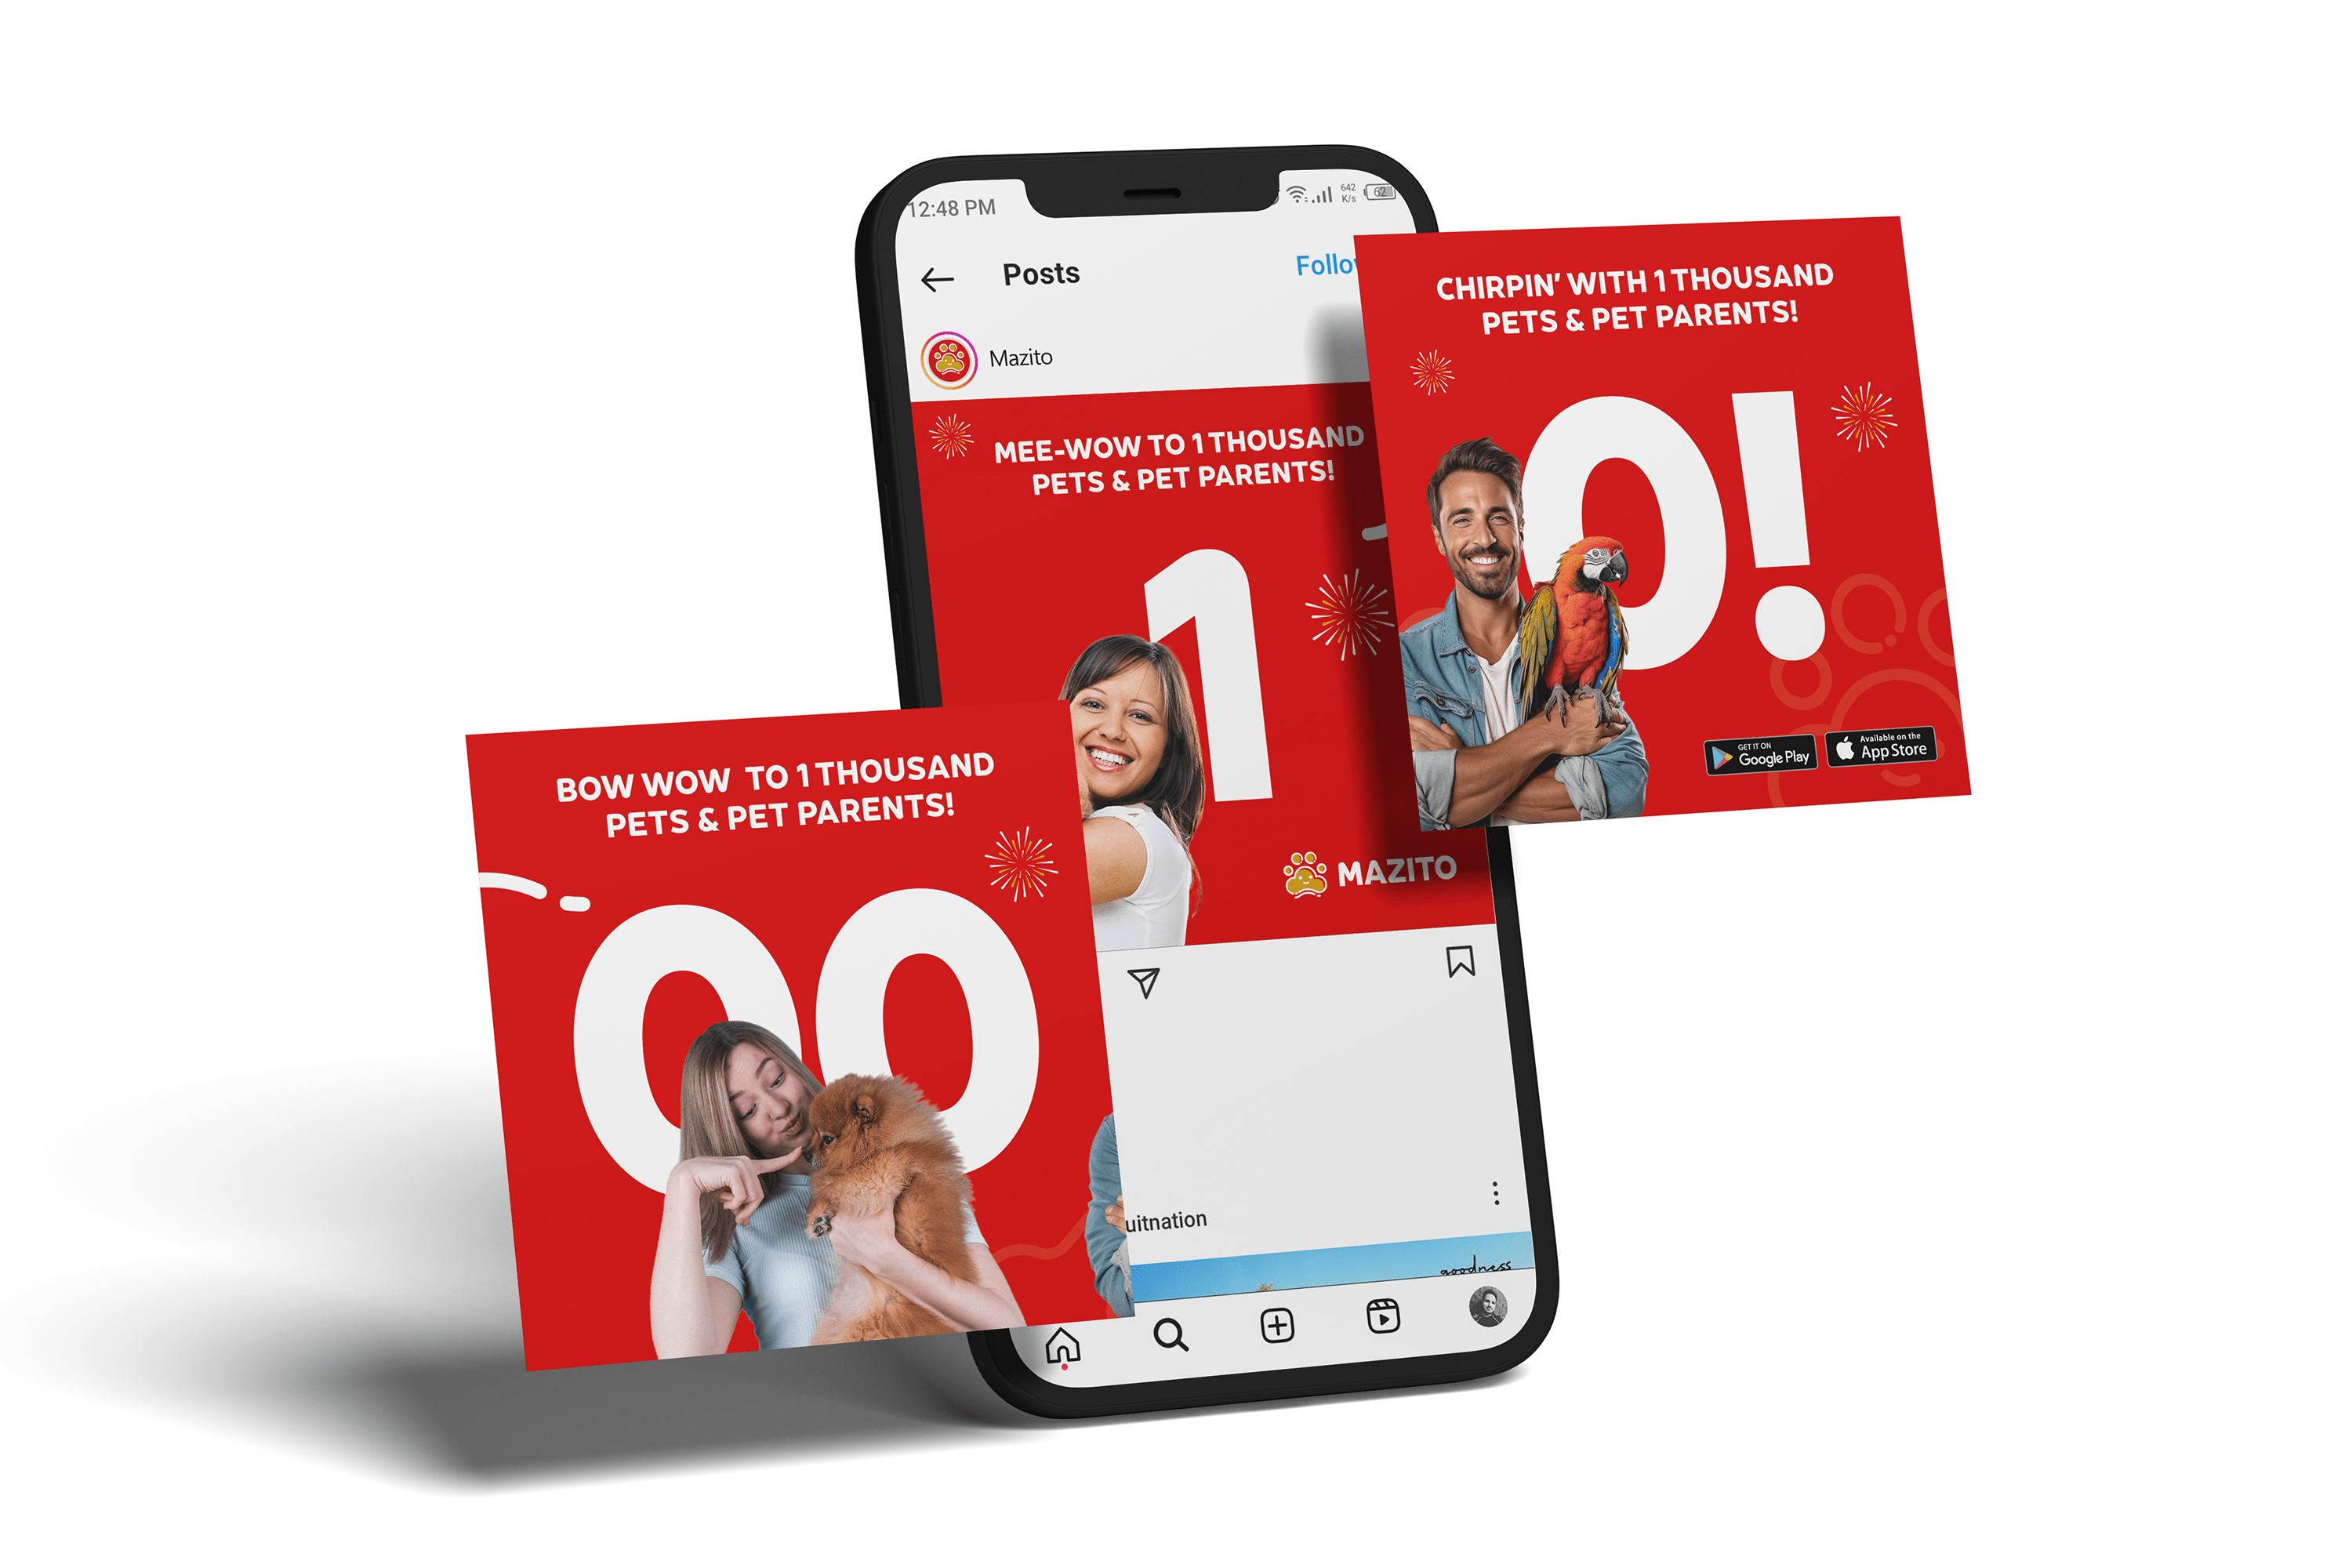 12:48 PM
642
K/s
62
Posts
Mazito
MEE-WOW TO 1 THOUSAND
PETS & PET PARENTS!
1
MAZITO
uitnation
goodness
BOW WOW TO 1 THOUSAND
PETS & PET PARENTS!
00
CHIRPIN' WITH 1 THOUSAND
PETS & PET PARENTS!
0!
GET IT ON
Google Play
Available on the
App Store